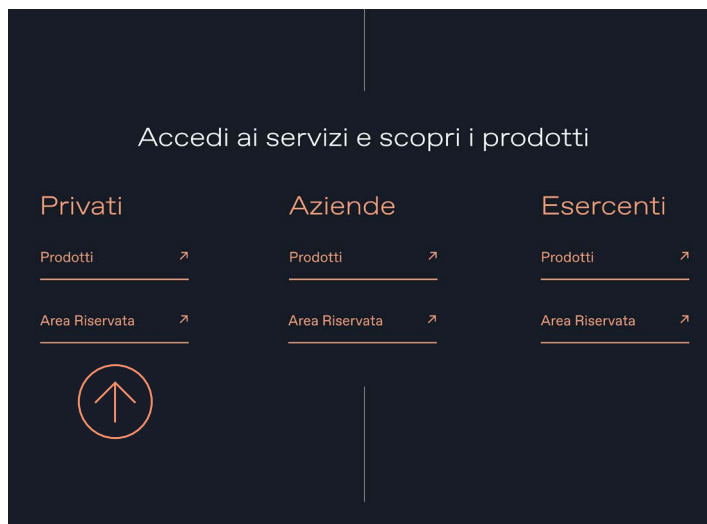 Accedi ai servizi e scopri i prodotti
Privati
Aziende
Esercenti
Prodotti
Prodotti
Prodotti
Area Riservata
Area Riservata
Area Riservata